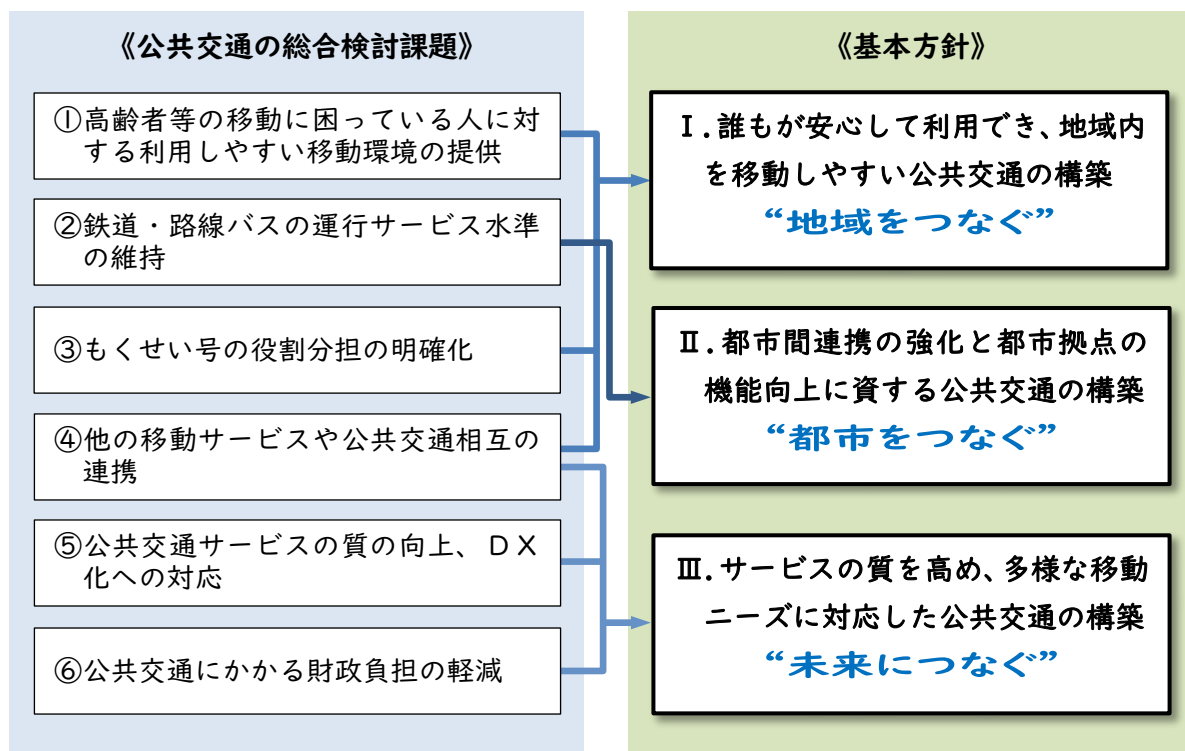 《公共交通の総合検討課題》
①高齢者等の移動に困っている人に対
する利用しやすい移動環境の提供
②鉄道・路線バスの運行サービス水準
の維持
③もくせい号の役割分担の明確化
④他の移動サービスや公共交通相互の
連携
⑤公共交通サービスの質の向上、ＤＸ
化への対応
⑥公共交通にかかる財政負担の軽減
《基本方針》
Ⅰ.誰もが安心して利用でき、地域内
を移動しやすい公共交通の構築
“地域をつなぐ”
Ⅱ.都市間連携の強化と都市拠点の
機能向上に資する公共交通の構築
“都市をつなぐ”
Ⅲ.サービスの質を高め、多様な移動
ニーズに対応した公共交通の構築
“未来につなぐ”